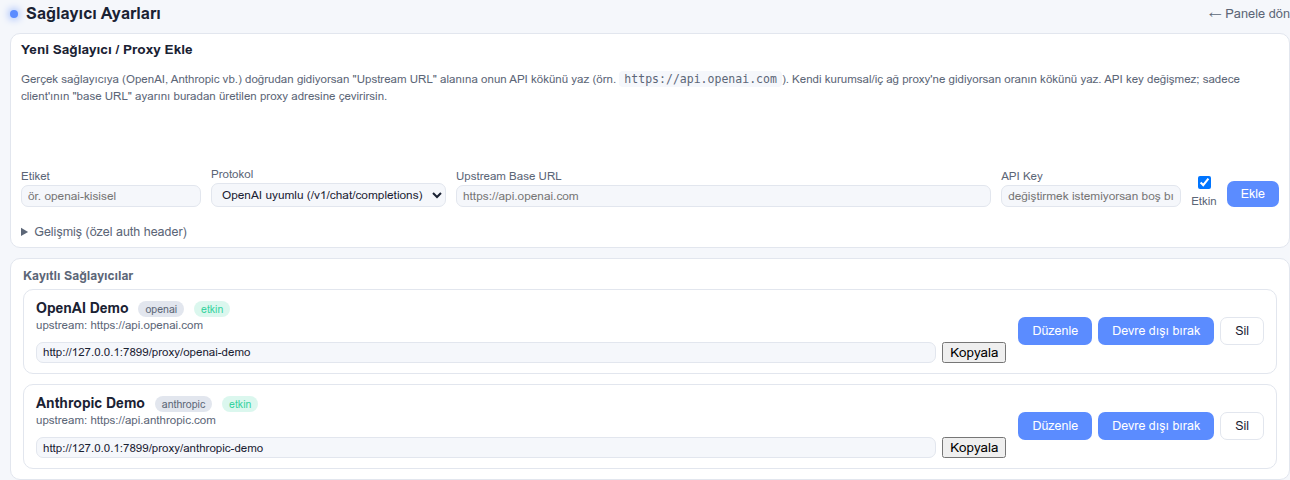 Sağlayıcı Ayarları
← Panele dön
Yeni Sağlayıcı / Proxy Ekle
Gerçek sağlayıcıya (OpenAI, Anthropic vb.) doğrudan gidiyorsan "Upstream URL" alanına onun API kökünü yaz (örn. https://api.openai.com ). Kendi kurumsal/iç ağ proxy'ne gidiyorsan oranın kökünü yaz. API key değişmez; sadece
client'ının "base URL" ayarını buradan üretilen proxy adresine çevirirsin.
Etiket
Protokol
Upstream Base URL
API Key
ör. openai-kisisel
OpenAI uyumlu (/v1/chat/completions)
https://api.openai.com
değiştirmek istemiyorsan boş bı
Etkin
Ekle
▶ Gelişmiş (özel auth header)
Kayıtlı Sağlayıcılar
OpenAI Demo openai etkin
upstream: https://api.openai.com
http://127.0.0.1:7899/proxy/openai-demo
Kopyala
Düzenle
Devre dışı bırak
Sil
Anthropic Demo anthropic etkin
upstream: https://api.anthropic.com
http://127.0.0.1:7899/proxy/anthropic-demo
Kopyala
Düzenle
Devre dışı bırak
Sil